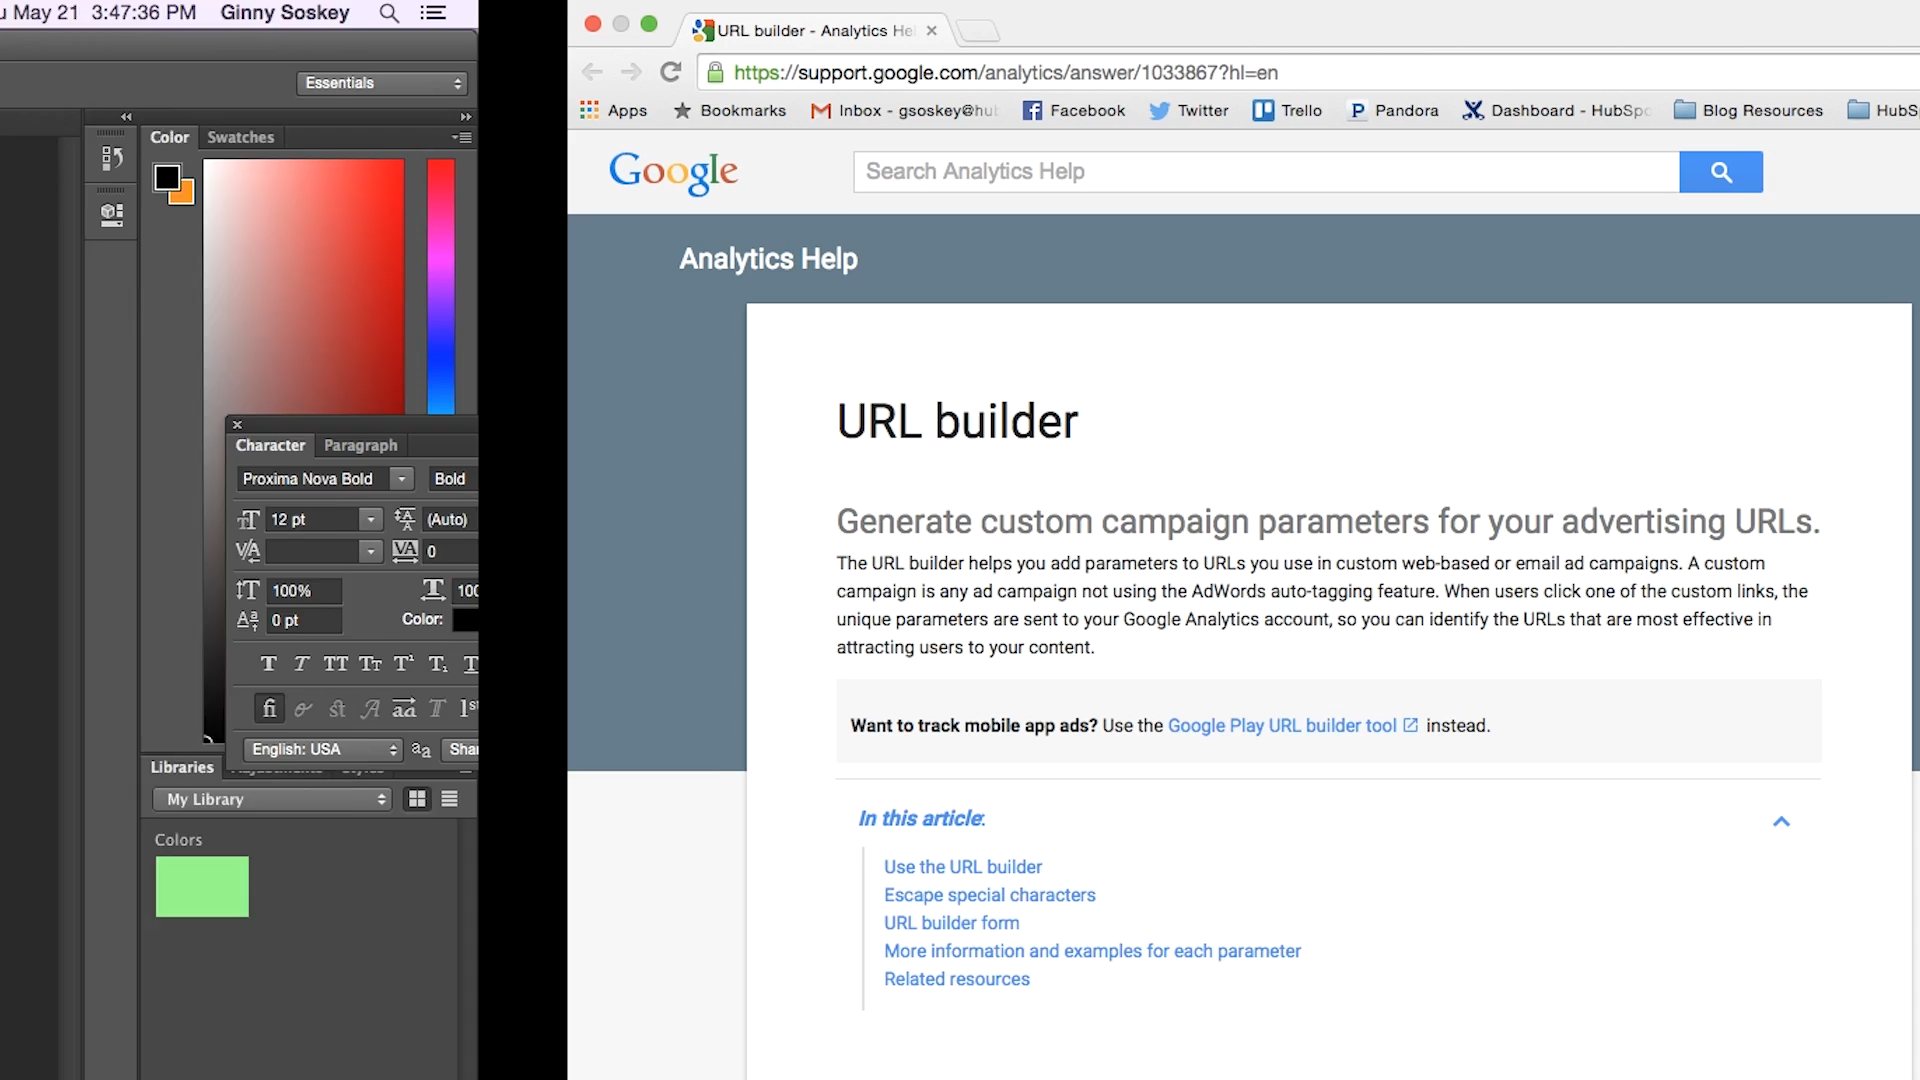 May 21 3:47:36 PM Ginny Soskey
Essentials
Color Swatches
Character Paragraph
Proxima Nova Bold Bold
12 pt (Auto)
0
100%
0 pt Color:
English: USA
Libraries
My Library
Colors
URL builder - Analytics He
https://support.google.com/analytics/answer/1033867?hl=en
Apps Bookmarks Inbox - gsoskey@hub Facebook Twitter Trello Pandora Dashboard - HubSpo Blog Resources HubS
Google Search Analytics Help
Analytics Help
URL builder
Generate custom campaign parameters for your advertising URLs.
The URL builder helps you add parameters to URLs you use in custom web-based or email ad campaigns. A custom
campaign is any ad campaign not using the AdWords auto-tagging feature. When users click one of the custom links, the
unique parameters are sent to your Google Analytics account, so you can identify the URLs that are most effective in
attracting users to your content.
Want to track mobile app ads? Use the Google Play URL builder tool instead.
In this article:
Use the URL builder
Escape special characters
URL builder form
More information and examples for each parameter
Related resources